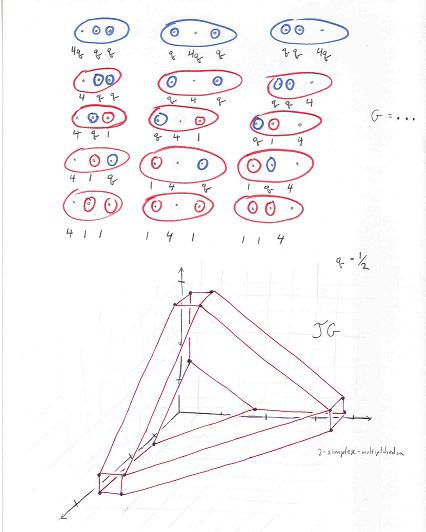 4q q q q 4q q q q 4q
4 q q q 4 q q q 4
4 q 1 q 4 1 q 1 4
G = ...
4 1 q 1 4 q 1 q 4
4 1 1 1 4 1 1 1 4
q = 1/2
JG
2-simplex-multiplihedron